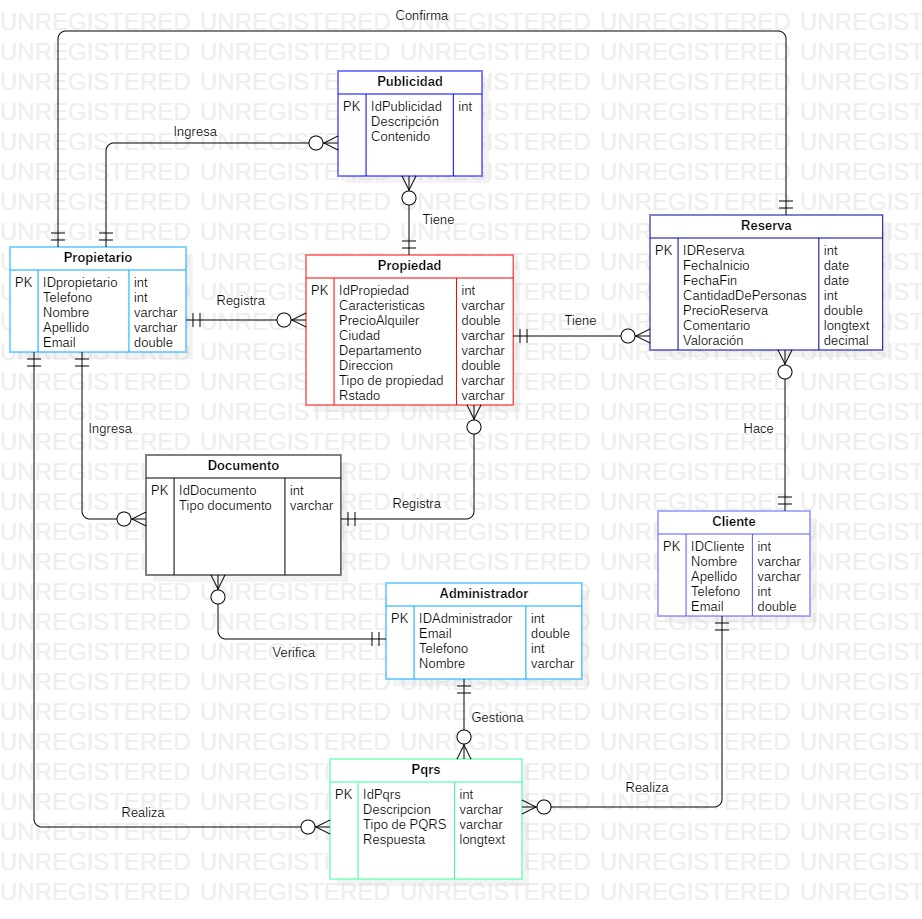 Confirma
Publicidad
PK IdPublicidad int
Descripción
Contenido
Ingresa
Tiene
Propietario
PK IDpropietario int
Telefono int
Nombre varchar
Apellido varchar
Email double
Registra
Propiedad
PK IdPropiedad int
Caracteristicas varchar
PrecioAlquiler double
Ciudad varchar
Departamento varchar
Direccion double
Tipo de propiedad varchar
Rstado varchar
Tiene
Reserva
PK IDReserva int
FechaInicio date
FechaFin date
CantidadDePersonas int
PrecioReserva double
Comentario longtext
Valoración decimal
Ingresa
Hace
Documento
PK IdDocumento int
Tipo documento varchar
Registra
Cliente
PK IDCliente int
Nombre varchar
Apellido varchar
Telefono int
Email double
Administrador
PK IDAdministrador int
Email double
Telefono int
Nombre varchar
Verifica
Gestiona
Pqrs
PK IdPqrs int
Descripcion varchar
Tipo de PQRS varchar
Respuesta longtext
Realiza
Realiza
UNREGISTERED